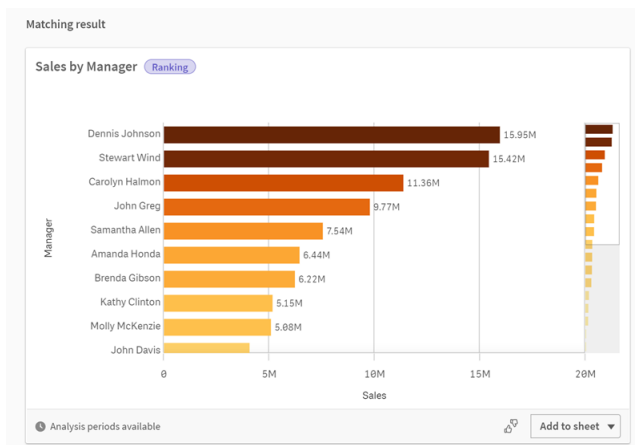 Matching result
Sales by Manager Ranking
Dennis Johnson 15.95M
Stewart Wind 15.42M
Carolyn Halmon 11.36M
John Greg 9.77M
Samantha Allen 7.54M
Amanda Honda 6.44M
Brenda Gibson 6.22M
Kathy Clinton 5.15M
Molly McKenzie 5.08M
John Davis
Manager
0 5M 10M 15M 20M
Sales
Analysis periods available Add to sheet